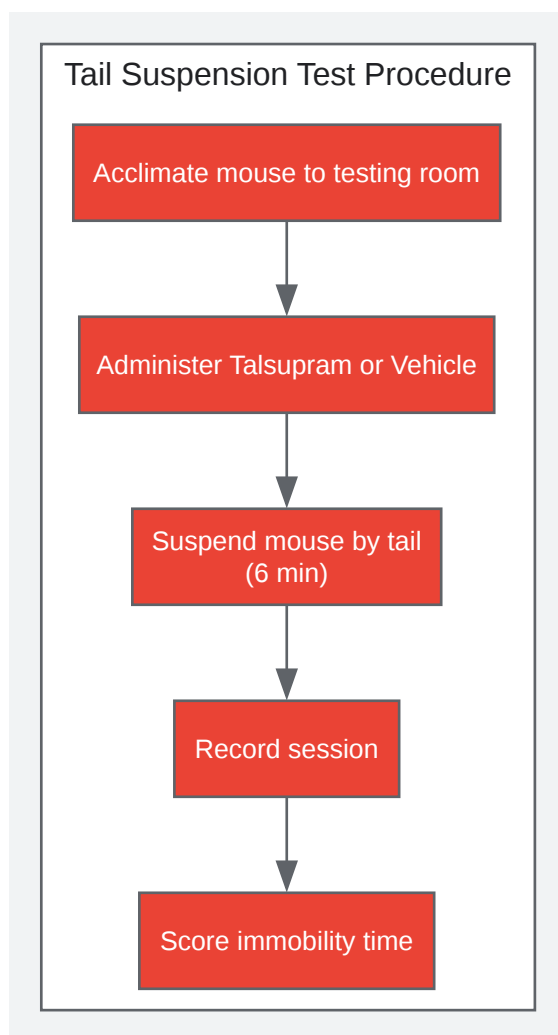 Tail Suspension Test Procedure
Acclimate mouse to testing room
Administer Talsupram or Vehicle
Suspend mouse by tail
(6 min)
Record session
Score immobility time